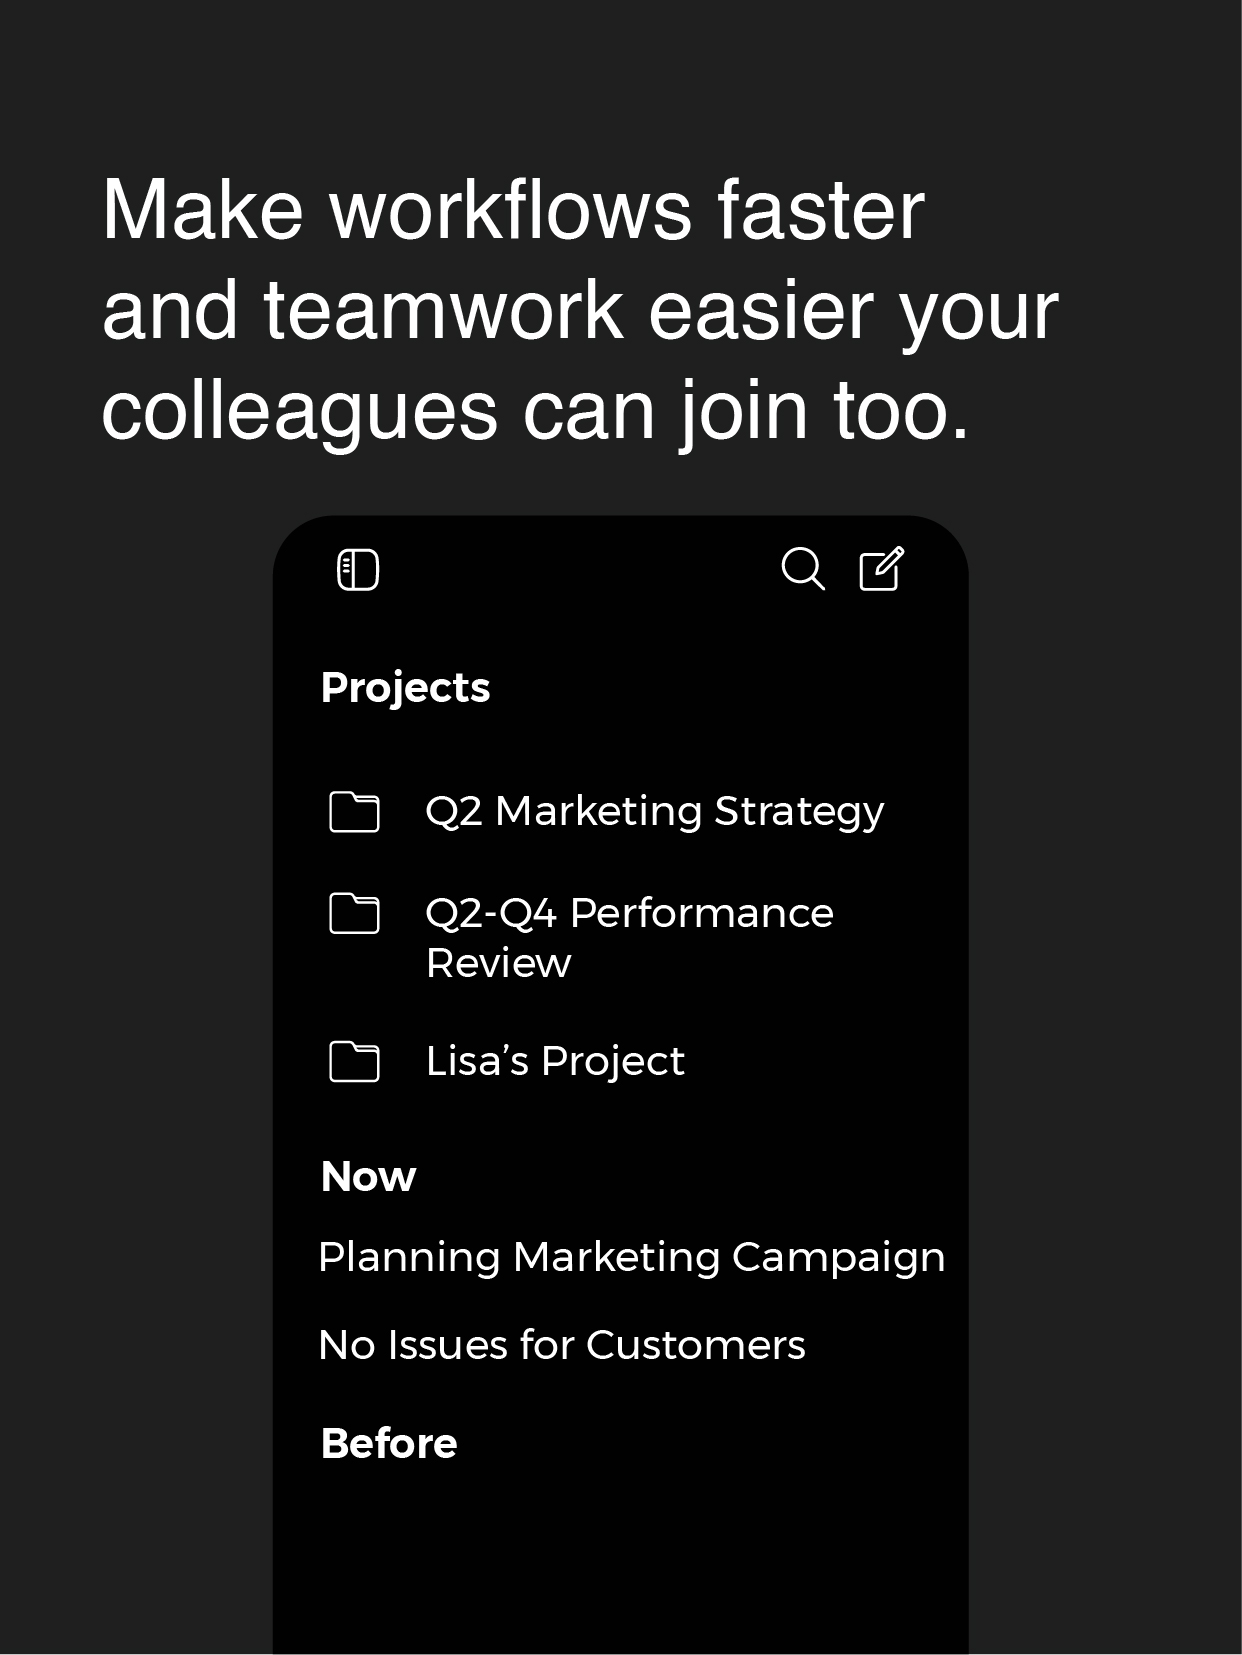 Make workflows faster
and teamwork easier your
colleagues can join too.
Projects
Q2 Marketing Strategy
Q2-Q4 Performance
Review
Lisa’s Project
Now
Planning Marketing Campaign
No Issues for Customers
Before